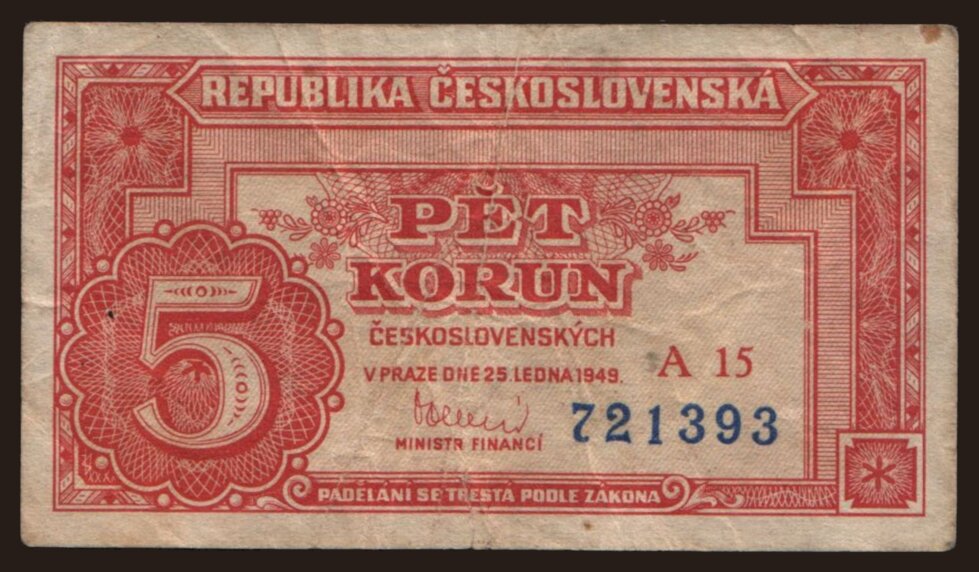 REPUBLIKA ČESKOSLOVENSKÁ
PĚT
KORUN
ČESKOSLOVENSKÝCH
V PRAZE DNE 25. LEDNA 1949.
A 15
721393
MINISTR FINANCÍ
5
PADĚLÁNÍ SE TRESTÁ PODLE ZÁKONA